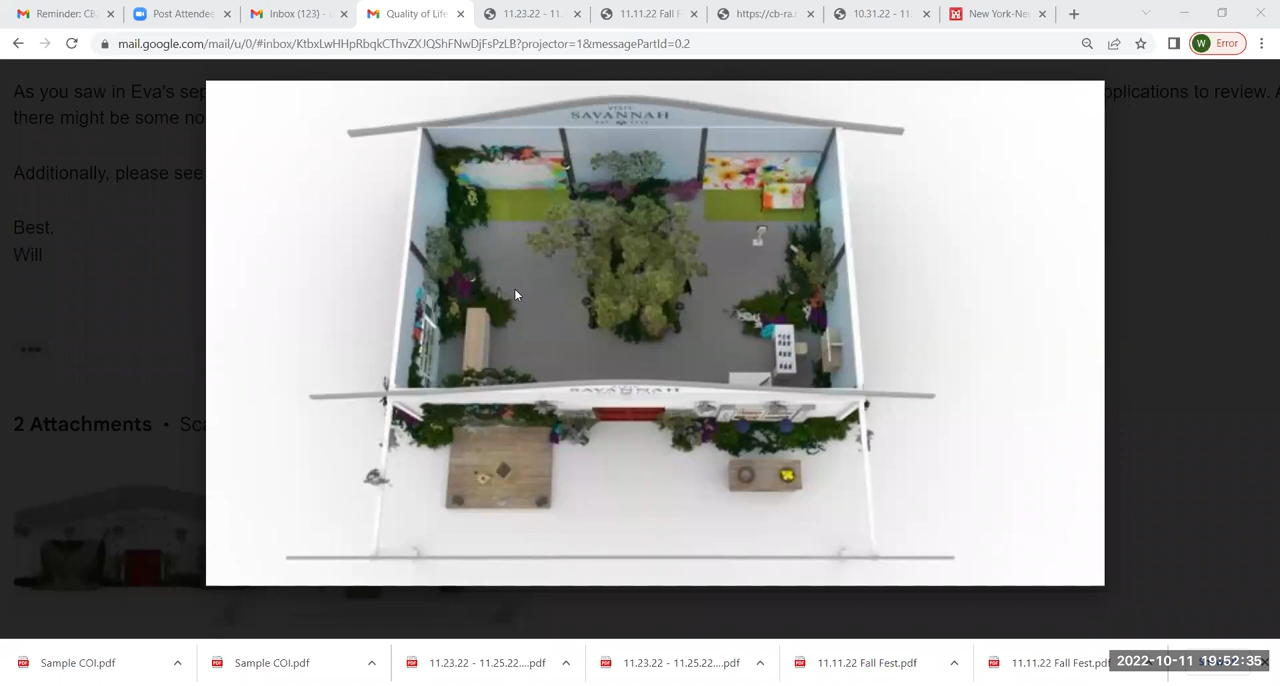 Reminder: CB
Post Attendee
Inbox (123) -
Quality of Life
11.23.22 - 11.
11.11.22 Fall F
https://cb-ra.
10.31.22 - 11.
New York-Ne
mail.google.com/mail/u/0/#inbox/KtbxLwHHpRbqkCThvZXJQShFNwDjFsPzLB?projector=1&messagePartId=0.2
W
Error
As you saw in Eva's sep
applications to review.
there might be some no
Additionally, please see
Best.
Will
2 Attachments •
VISIT
SAVANNAH
SAVANNAH
Sample COI.pdf
Sample COI.pdf
11.23.22 - 11.25.22....pdf
11.23.22 - 11.25.22....pdf
11.11.22 Fall Fest.pdf
11.11.22 Fall Fest.pdf
2022-10-11 19:52:35